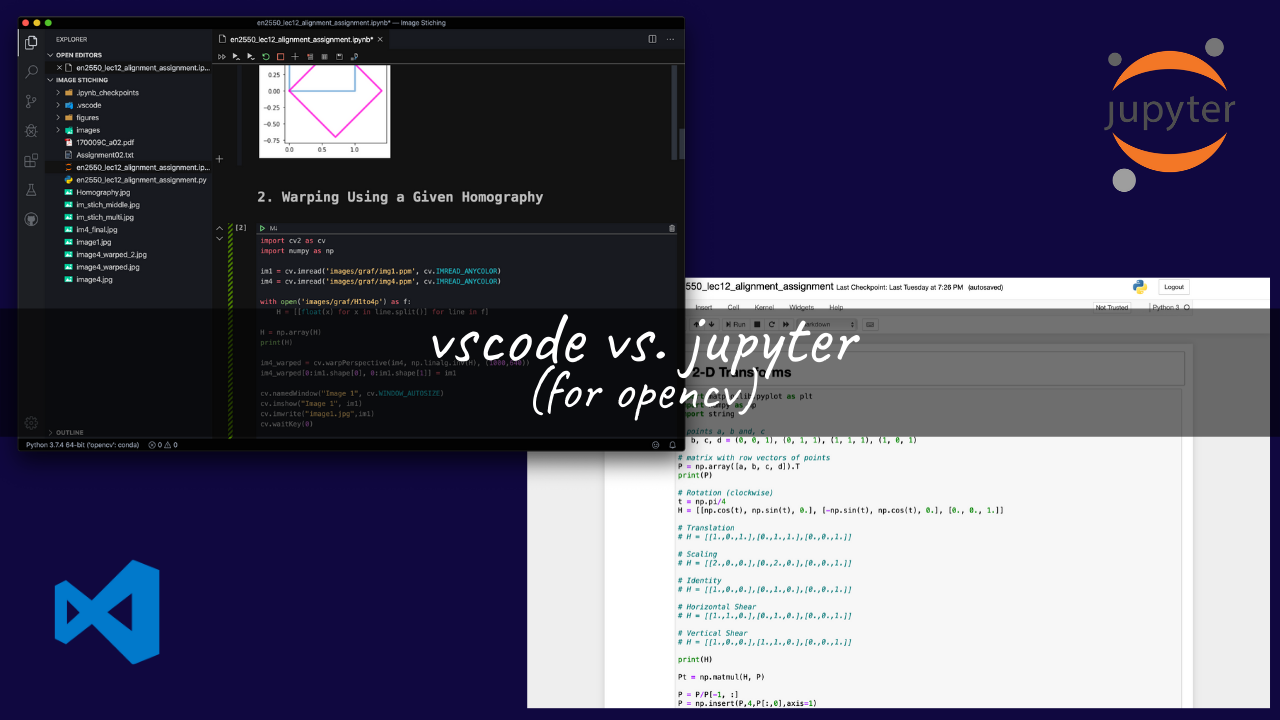 en2550_lec12_alignment_assignment.ipynb* — Image Stiching
EXPLORER
OPEN EDITORS
en2550_lec12_alignment_assignment.ip...
IMAGE STICHING
.ipynb_checkpoints
.vscode
figures
images
170009C_a02.pdf
Assignment02.txt
en2550_lec12_alignment_assignment.ip...
en2550_lec12_alignment_assignment.py
Homography.jpg
im_stich_middle.jpg
im_stich_multi.jpg
im4_final.jpg
image1.jpg
image4_warped_2.jpg
image4_warped.jpg
image4.jpg
OUTLINE
Python 3.7.4 64-bit ('opencv': conda) 0 0
en2550_lec12_alignment_assignment.ipynb*
0.25
0.00
−0.25
−0.50
−0.75
0.0 0.5 1.0
2. Warping Using a Given Homography
[2]
M↓
import cv2 as cv
import numpy as np
im1 = cv.imread('images/graf/img1.ppm', cv.IMREAD_ANYCOLOR)
im4 = cv.imread('images/graf/img4.ppm', cv.IMREAD_ANYCOLOR)
with open('images/graf/H1to4p') as f:
H = [[float(x) for x in line.split()] for line in f]
H = np.array(H)
print(H)
im4_warped = cv.warpPerspective(im4, np.linalg.inv(H), (1000,640))
im4_warped[0:im1.shape[0], 0:im1.shape[1]] = im1
cv.namedWindow("Image 1", cv.WINDOW_AUTOSIZE)
cv.imshow("Image 1", im1)
cv.imwrite("image1.jpg",im1)
cv.waitKey(0)
jupyter
vscode vs. jupyter
(for opencv)
550_lec12_alignment_assignment Last Checkpoint: Last Tuesday at 7:26 PM (autosaved)
Logout
Insert Cell Kernel Widgets Help
Not Trusted Python 3
Run
2-D Transforms
import string
# points a, b and, c
b, c, d = (0, 0, 1), (0, 1, 1), (1, 1, 1), (1, 0, 1)
# matrix with row vectors of points
P = np.array([a, b, c, d]).T
print(P)
# Rotation (clockwise)
t = np.pi/4
H = [[np.cos(t), np.sin(t), 0.], [-np.sin(t), np.cos(t), 0.], [0., 0., 1.]]
# Translation
# H = [[1.,0.,1.],[0.,1.,1.],[0.,0.,1.]]
# Scaling
# H = [[2.,0.,0.],[0.,2.,0.],[0.,0.,1.]]
# Identity
# H = [[1.,0.,0.],[0.,1.,0.],[0.,0.,1.]]
# Horizontal Shear
# H = [[1.,1.,0.],[0.,1.,0.],[0.,0.,1.]]
# Vertical Shear
# H = [[1.,0.,0.],[1.,1.,0.],[0.,0.,1.]]
print(H)
Pt = np.matmul(H, P)
P = P/P[-1, :]
P = np.insert(P,4,P[:,0],axis=1)